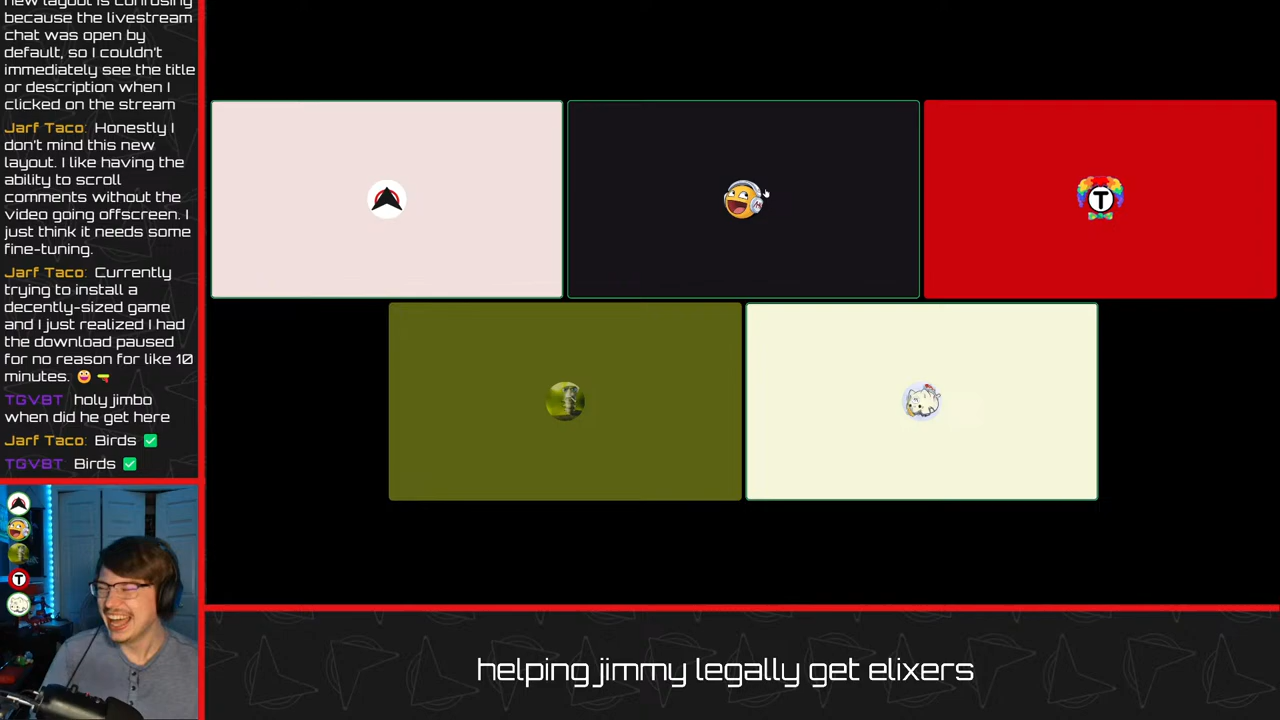 new layout is confusing
because the livestream
chat was open by
default, so I couldn't
immediately see the title
or description when I
clicked on the stream
Jarf Taco: Honestly I
don't mind this new
layout. I like having the
ability to scroll
comments without the
video going offscreen. I
just think it needs some
fine-tuning.
Jarf Taco: Currently
trying to install a
decently-sized game
and I just realized I had
the download paused
for no reason for like 10
minutes.
TGVBT holy jimbo
when did he get here
Jarf Taco: Birds ✅
TGVBT Birds ✅
T
T
helping jimmy legally get elixers